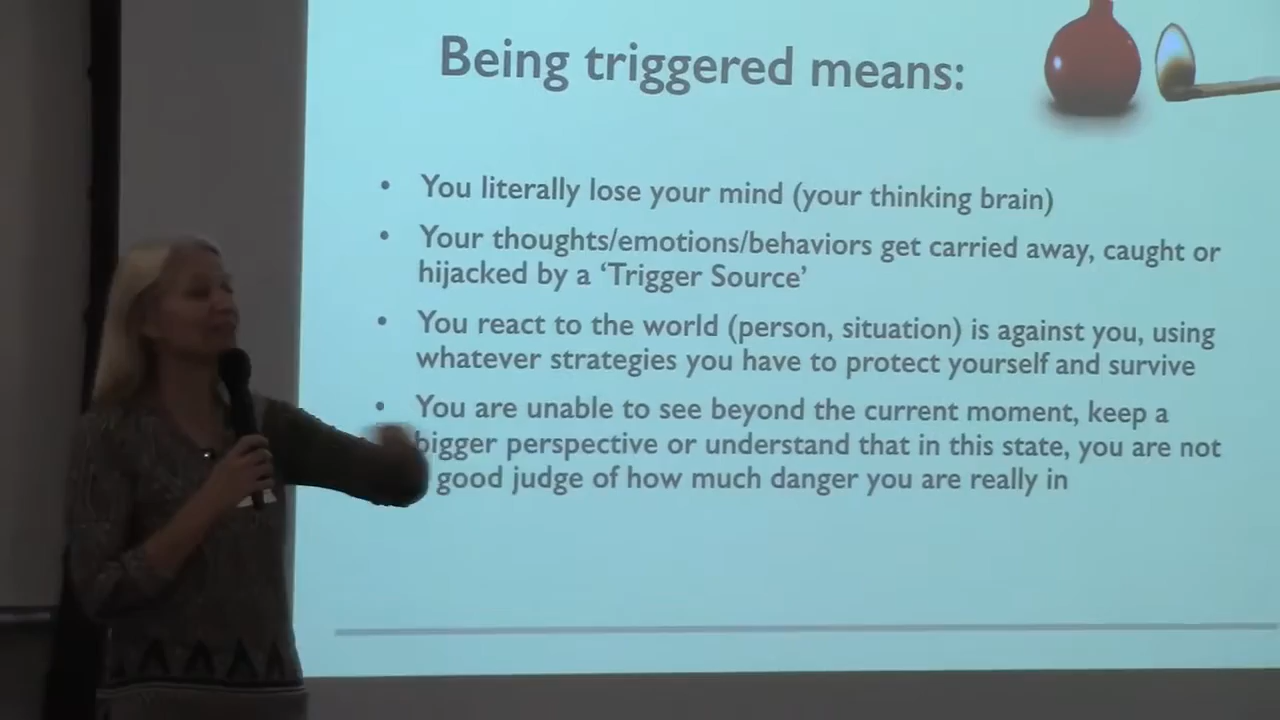 Being triggered means:
• You literally lose your mind (your thinking brain)
• Your thoughts/emotions/behaviors get carried away, caught or
hijacked by a ‘Trigger Source’
• You react to the world (person, situation) is against you, using
whatever strategies you have to protect yourself and survive
• You are unable to see beyond the current moment, keep a
bigger perspective or understand that in this state, you are not
good judge of how much danger you are really in